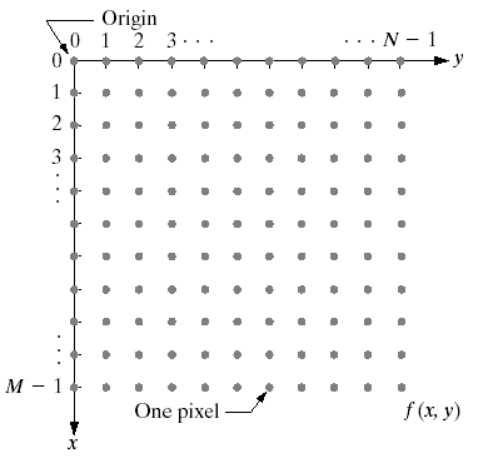 Origin
0 1 2 3 · · · · · · N − 1
0 y
1
2
3
·
·
·
·
·
·
M − 1
One pixel f(x, y)
x